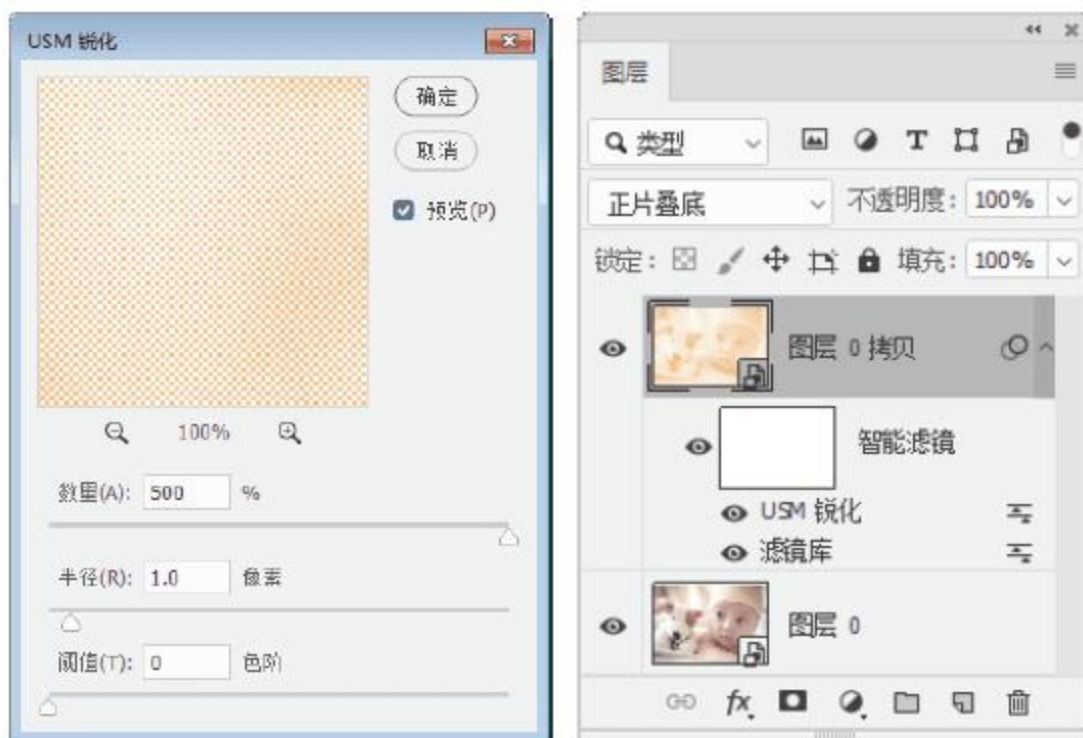 USM 锐化
确定
取消
预览(P)
100%
数量(A): 500 %
半径(R): 1.0 像素
阈值(T): 0 色阶
图层
类型
正片叠底 不透明度: 100%
锁定: 填充: 100%
图层 0 拷贝
智能滤镜
USM 锐化
滤镜库
图层 0
fx